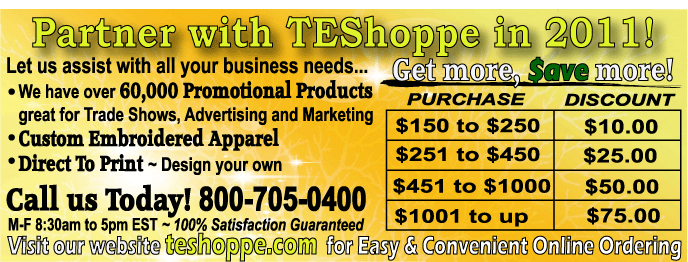 Partner with TEShoppe in 2011!
Let us assist with all your business needs...
• We have over 60,000 Promotional Products
great for Trade Shows, Advertising and Marketing
• Custom Embroidered Apparel
• Direct To Print ~ Design your own
Call us Today! 800-705-0400
M-F 8:30am to 5pm EST ~ 100% Satisfaction Guaranteed
Get more, $ave more!
PURCHASE DISCOUNT
$150 to $250 $10.00
$251 to $450 $25.00
$451 to $1000 $50.00
$1001 to up $75.00
Visit our website teshoppe.com for Easy & Convenient Online Ordering